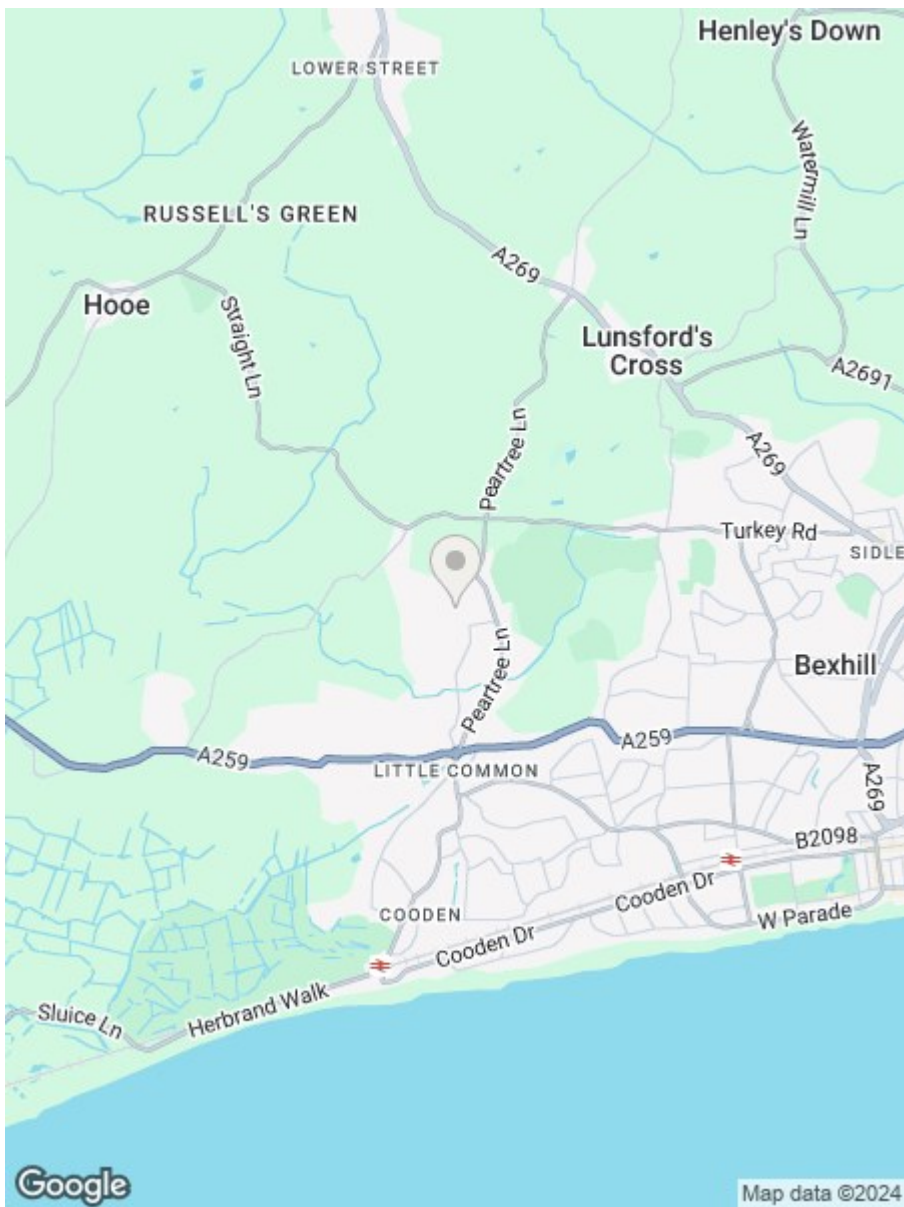 Henley's Down
LOWER STREET
Watermill Ln
RUSSELL'S GREEN
A269
Hooe
Straight Ln
Lunsford's
Cross
A2691
Peartree Ln
A269
Turkey Rd
SIDLE
Peartree Ln
Bexhill
A259
A259
LITTLE COMMON
A269
B2098
Cooden Dr
COODEN
W Parade
Cooden Dr
Herbrand Walk
Sluice Ln
Google
Map data ©2024